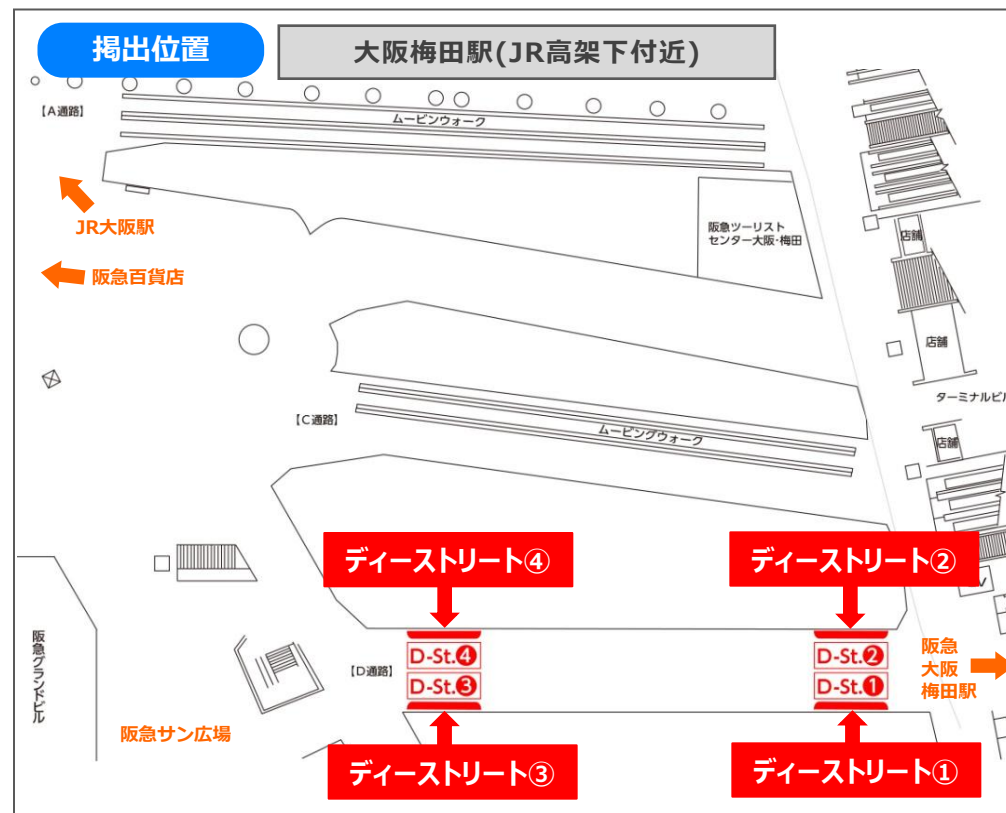 掲出位置
大阪梅田駅(JR高架下付近)
【A通路】
ムービンウォーク
JR大阪駅
阪急ツーリスト
センター大阪・梅田
店舗
阪急百貨店
店舗
ターミナルビル
【C通路】
ムービングウォーク
店舗
ディーストリート④
ディーストリート②
阪急グランドビル
【D通路】
D-St.❹
D-St.❸
D-St.❷
D-St.❶
阪急
大阪
梅田駅
阪急サン広場
ディーストリート③
ディーストリート①